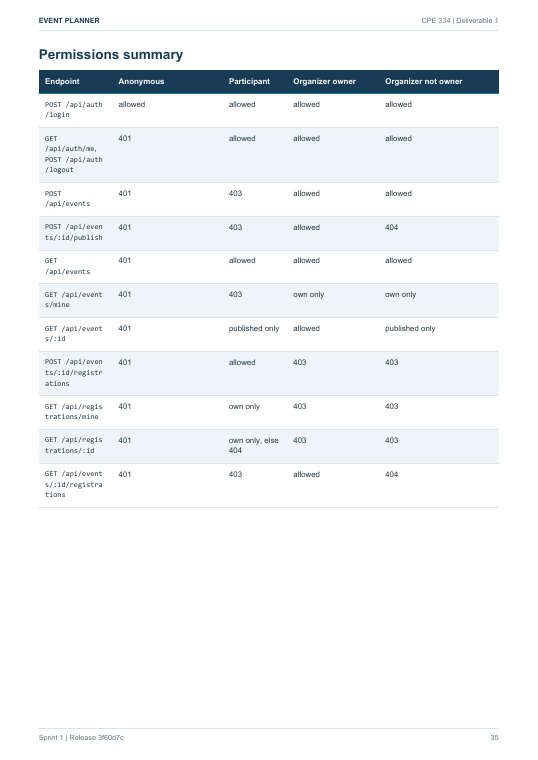 EVENT PLANNER CPE 334 | Deliverable 1
Permissions summary
Endpoint Anonymous Participant Organizer owner Organizer not owner
POST /api/auth allowed allowed allowed allowed
/login
GET 401 allowed allowed allowed
/api/auth/me,
POST /api/auth
/logout
POST 401 403 allowed allowed
/api/events
POST /api/even 401 403 allowed 404
ts/:id/publish
GET 401 allowed allowed allowed
/api/events
GET /api/event 401 403 own only own only
s/mine
GET /api/event 401 published only allowed published only
s/:id
POST /api/even 401 allowed 403 403
ts/:id/registr
ations
GET /api/regis 401 own only 403 403
trations/mine
GET /api/regis 401 own only, else 403 403
trations/:id 404
GET /api/event 401 403 allowed 404
s/:id/registra
tions
Sprint 1 | Release 3f60d7c 35